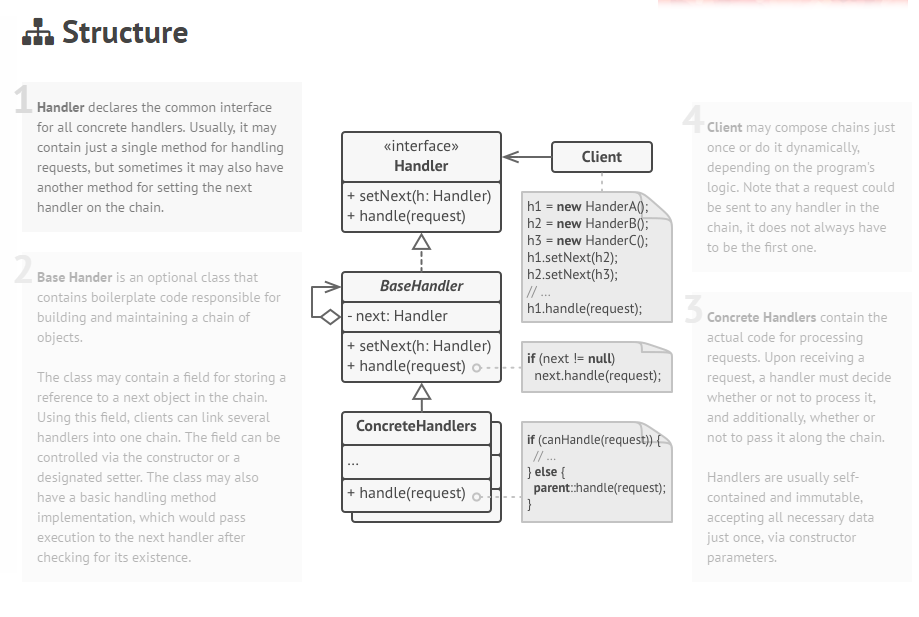 Structure
1
Handler declares the common interface
for all concrete handlers. Usually, it may
contain just a single method for handling
requests, but sometimes it may also have
another method for setting the next
handler on the chain.
2
Base Hander is an optional class that
contains boilerplate code responsible for
building and maintaining a chain of
objects.
The class may contain a field for storing a
reference to a next object in the chain.
Using this field, clients can link several
handlers into one chain. The field can be
controlled via the constructor or a
designated setter. The class may also
have a basic handling method
implementation, which would pass
execution to the next handler after
checking for its existence.
«interface»
Handler
+ setNext(h: Handler)
+ handle(request)
BaseHandler
- next: Handler
+ setNext(h: Handler)
+ handle(request)
ConcreteHandlers
...
+ handle(request)
Client
h1 = new HanderA();
h2 = new HanderB();
h3 = new HanderC();
h1.setNext(h2);
h2.setNext(h3);
// ...
h1.handle(request);
if (next != null)
next.handle(request);
if (canHandle(request)) {
// ...
} else {
parent::handle(request);
}
4
Client may compose chains just
once or do it dynamically,
depending on the program's
logic. Note that a request could
be sent to any handler in the
chain, it does not always have
to be the first one.
3
Concrete Handlers contain the
actual code for processing
requests. Upon receiving a
request, a handler must decide
whether or not to process it,
and additionally, whether or
not to pass it along the chain.
Handlers are usually self-
contained and immutable,
accepting all necessary data
just once, via constructor
parameters.